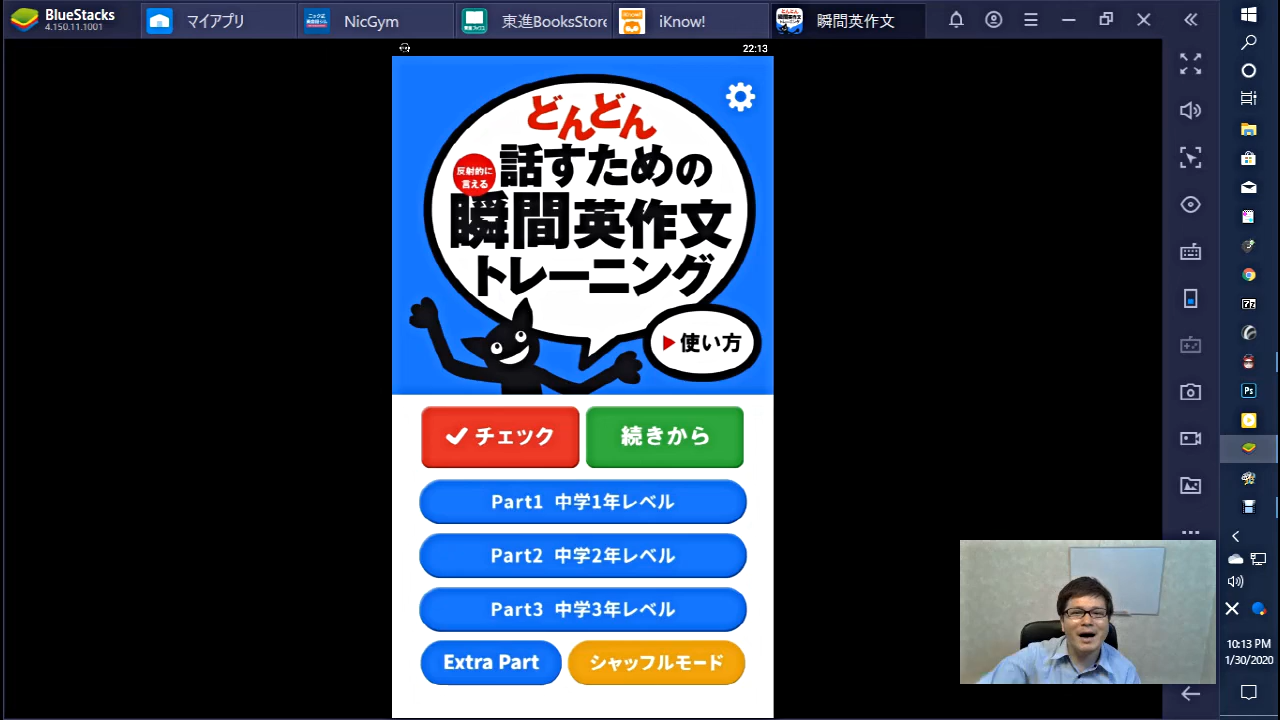 BlueStacks
4.150.11.1001
マイアプリ
NicGym
東進BooksStore
iKnow!
瞬間英作文
22:13
どんどん
反射的に
言える
話すための
瞬間英作文
トレーニング
使い方
チェック
続きから
Part1 中学1年レベル
Part2 中学2年レベル
Part3 中学3年レベル
Extra Part
シャッフルモード
Ps
10:13 PM
1/30/2020